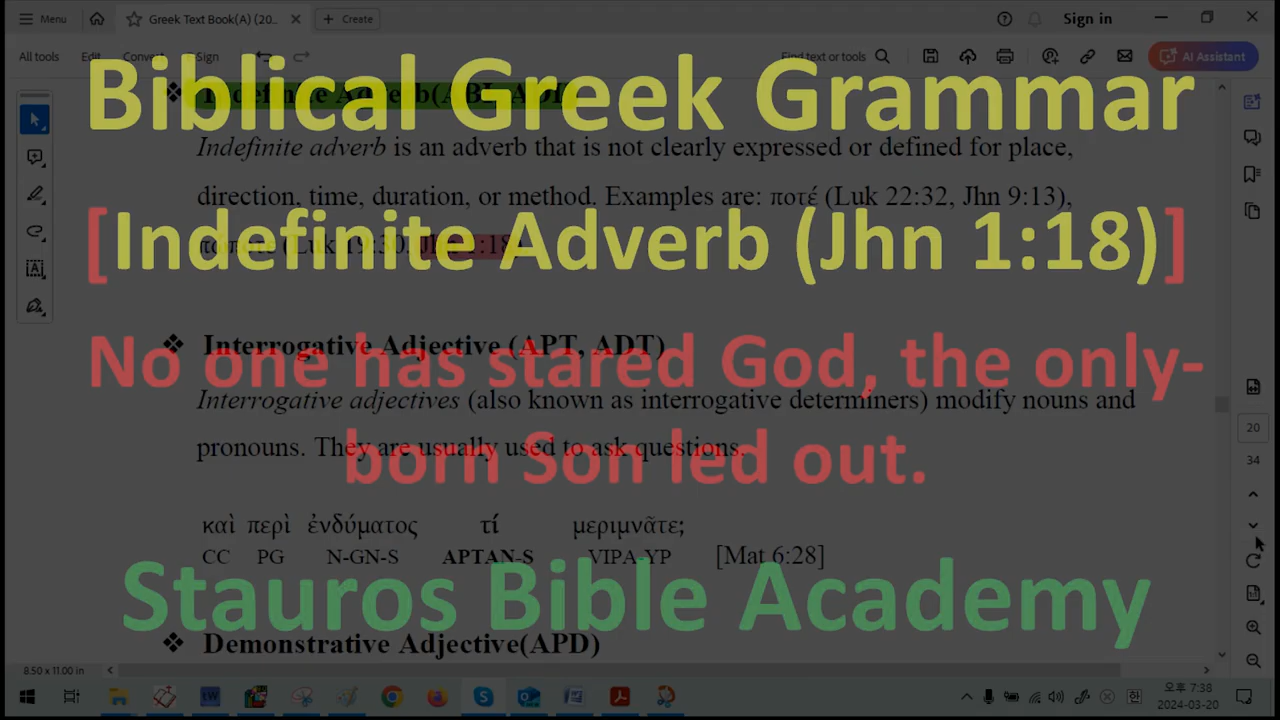 Menu
Greek Text Book(A) (20...
Create
Sign in
All tools Edit Convert E-Sign
Find text or tools
AI Assistant
Biblical Greek Grammar
Indefinite adverb is an adverb that is not clearly expressed or defined for place,
direction, time, duration, or method. Examples are: ποτέ (Luk 22:32, Jhn 9:13),
[Indefinite Adverb (Jhn 1:18)]
❖ Interrogative Adjective (APT, ADT)
No one has stared God, the only-
born Son led out.
Interrogative adjectives (also known as interrogative determiners) modify nouns and
pronouns. They are usually used to ask questions.
20
34
καὶ περὶ ἐνδύματος τί μεριμνᾶτε;
CC PG N-GN-S APTAN-S VIPA-YP [Mat 6:28]
Stauros Bible Academy
❖ Demonstrative Adjective(APD)
8.50 x 11.00 in
한
오후 7:38
2024-03-20